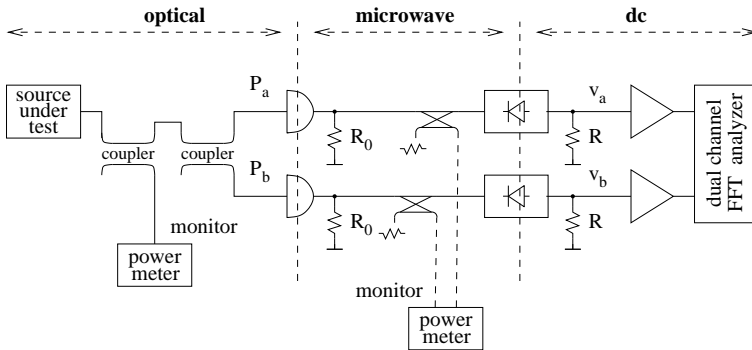 optical
microwave
dc
source
under
test
coupler
coupler
P_a
P_b
R_0
R_0
v_a
v_b
R
R
dual channel
FFT analyzer
monitor
power
meter
monitor
power
meter